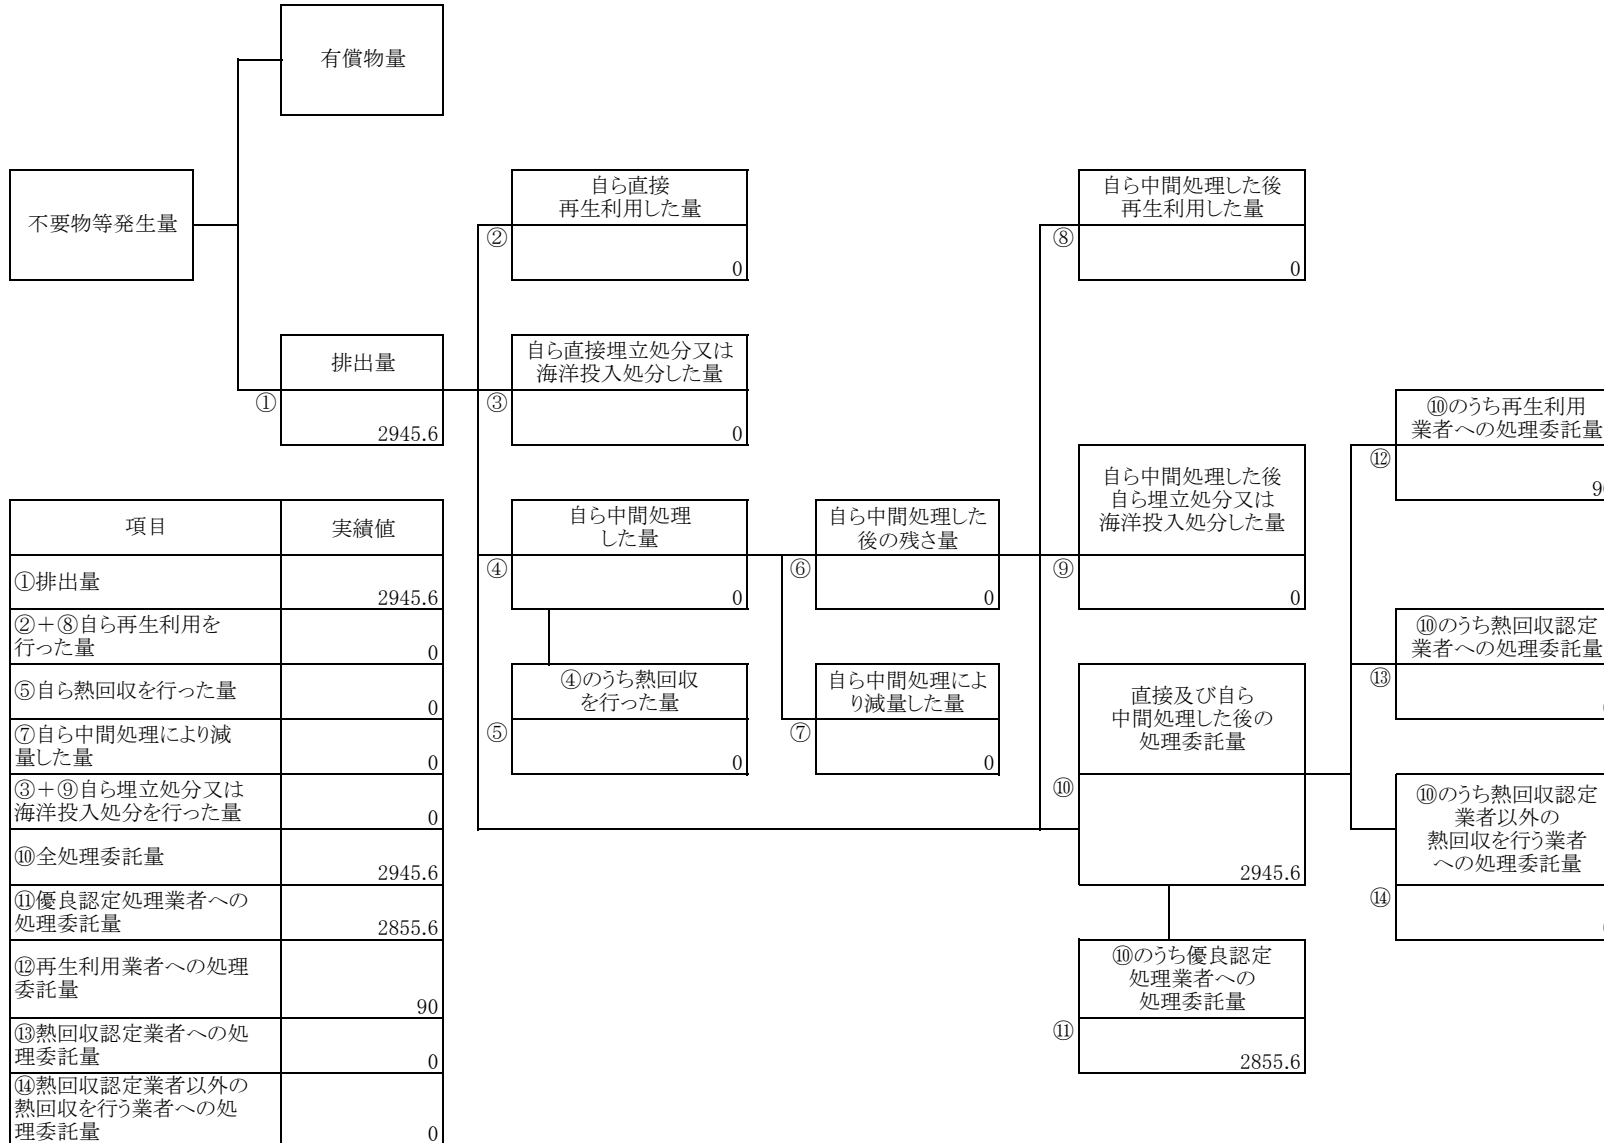 有償物量
不要物等発生量
自ら直接
再生利用した量
②
0
自ら中間処理した後
再生利用した量
⑧
0
排出量
①
2945.6
自ら直接埋立処分又は
海洋投入処分した量
③
0
⑩のうち再生利用
業者への処理委託量
⑫
自ら中間処理
した量
④
0
自ら中間処理した
後の残さ量
⑥
0
自ら中間処理した後
自ら埋立処分又は
海洋投入処分した量
⑨
0
⑩のうち熱回収認定
業者への処理委託量
⑬
④のうち熱回収
を行った量
⑤
0
自ら中間処理によ
り減量した量
⑦
0
直接及び自ら
中間処理した後の
処理委託量
⑩
2945.6
⑩のうち熱回収認定
業者以外の
熱回収を行う業者
への処理委託量
⑭
⑩のうち優良認定
処理業者への
処理委託量
⑪
2855.6
項目 実績値
①排出量
2945.6
②+⑧自ら再生利用を
行った量 0
⑤自ら熱回収を行った量
0
⑦自ら中間処理により減
量した量 0
③+⑨自ら埋立処分又は
海洋投入処分を行った量 0
⑩全処理委託量
2945.6
⑪優良認定処理業者への
処理委託量 2855.6
⑫再生利用業者への処理
委託量
90
⑬熱回収認定業者への処
理委託量 0
⑭熱回収認定業者以外の
熱回収を行う業者への処
理委託量 0